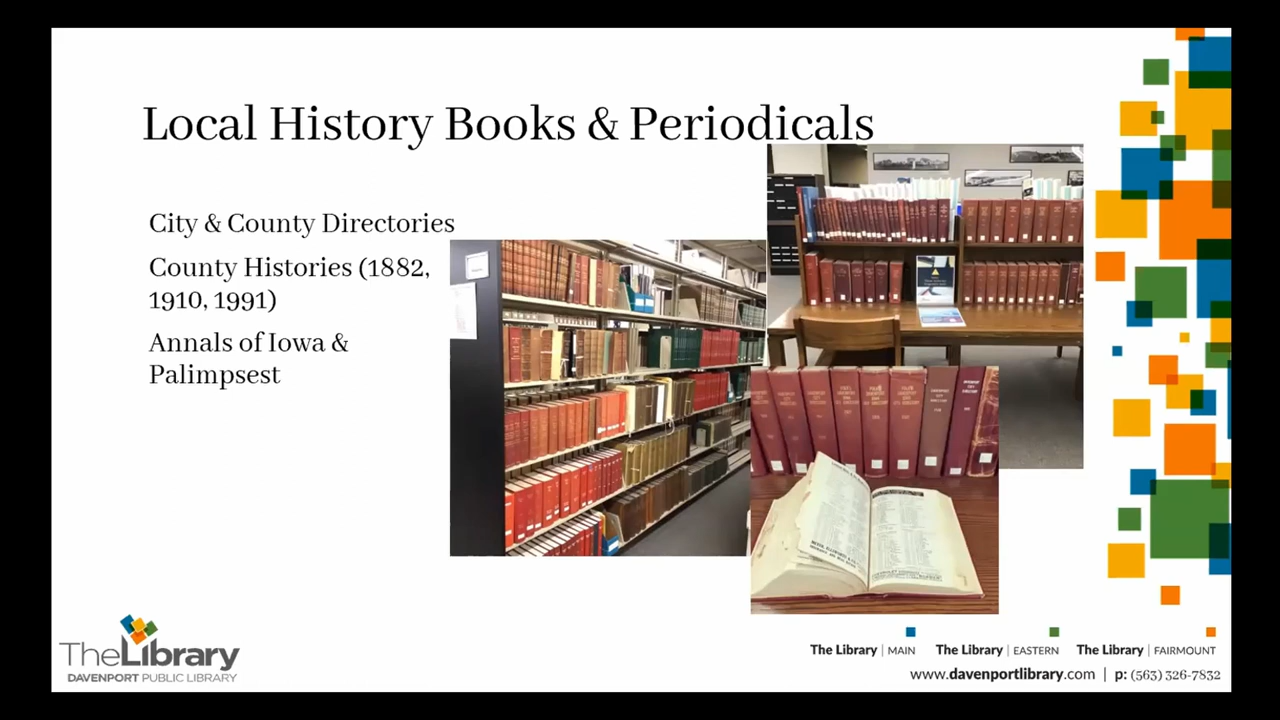 Local History Books & Periodicals
City & County Directories
County Histories (1882,
1910, 1991)
Annals of Iowa &
Palimpsest
TheLibrary
DAVENPORT PUBLIC LIBRARY
The Library | MAIN The Library | EASTERN The Library | FAIRMOUNT
www.davenportlibrary.com | p: (563) 326-7832